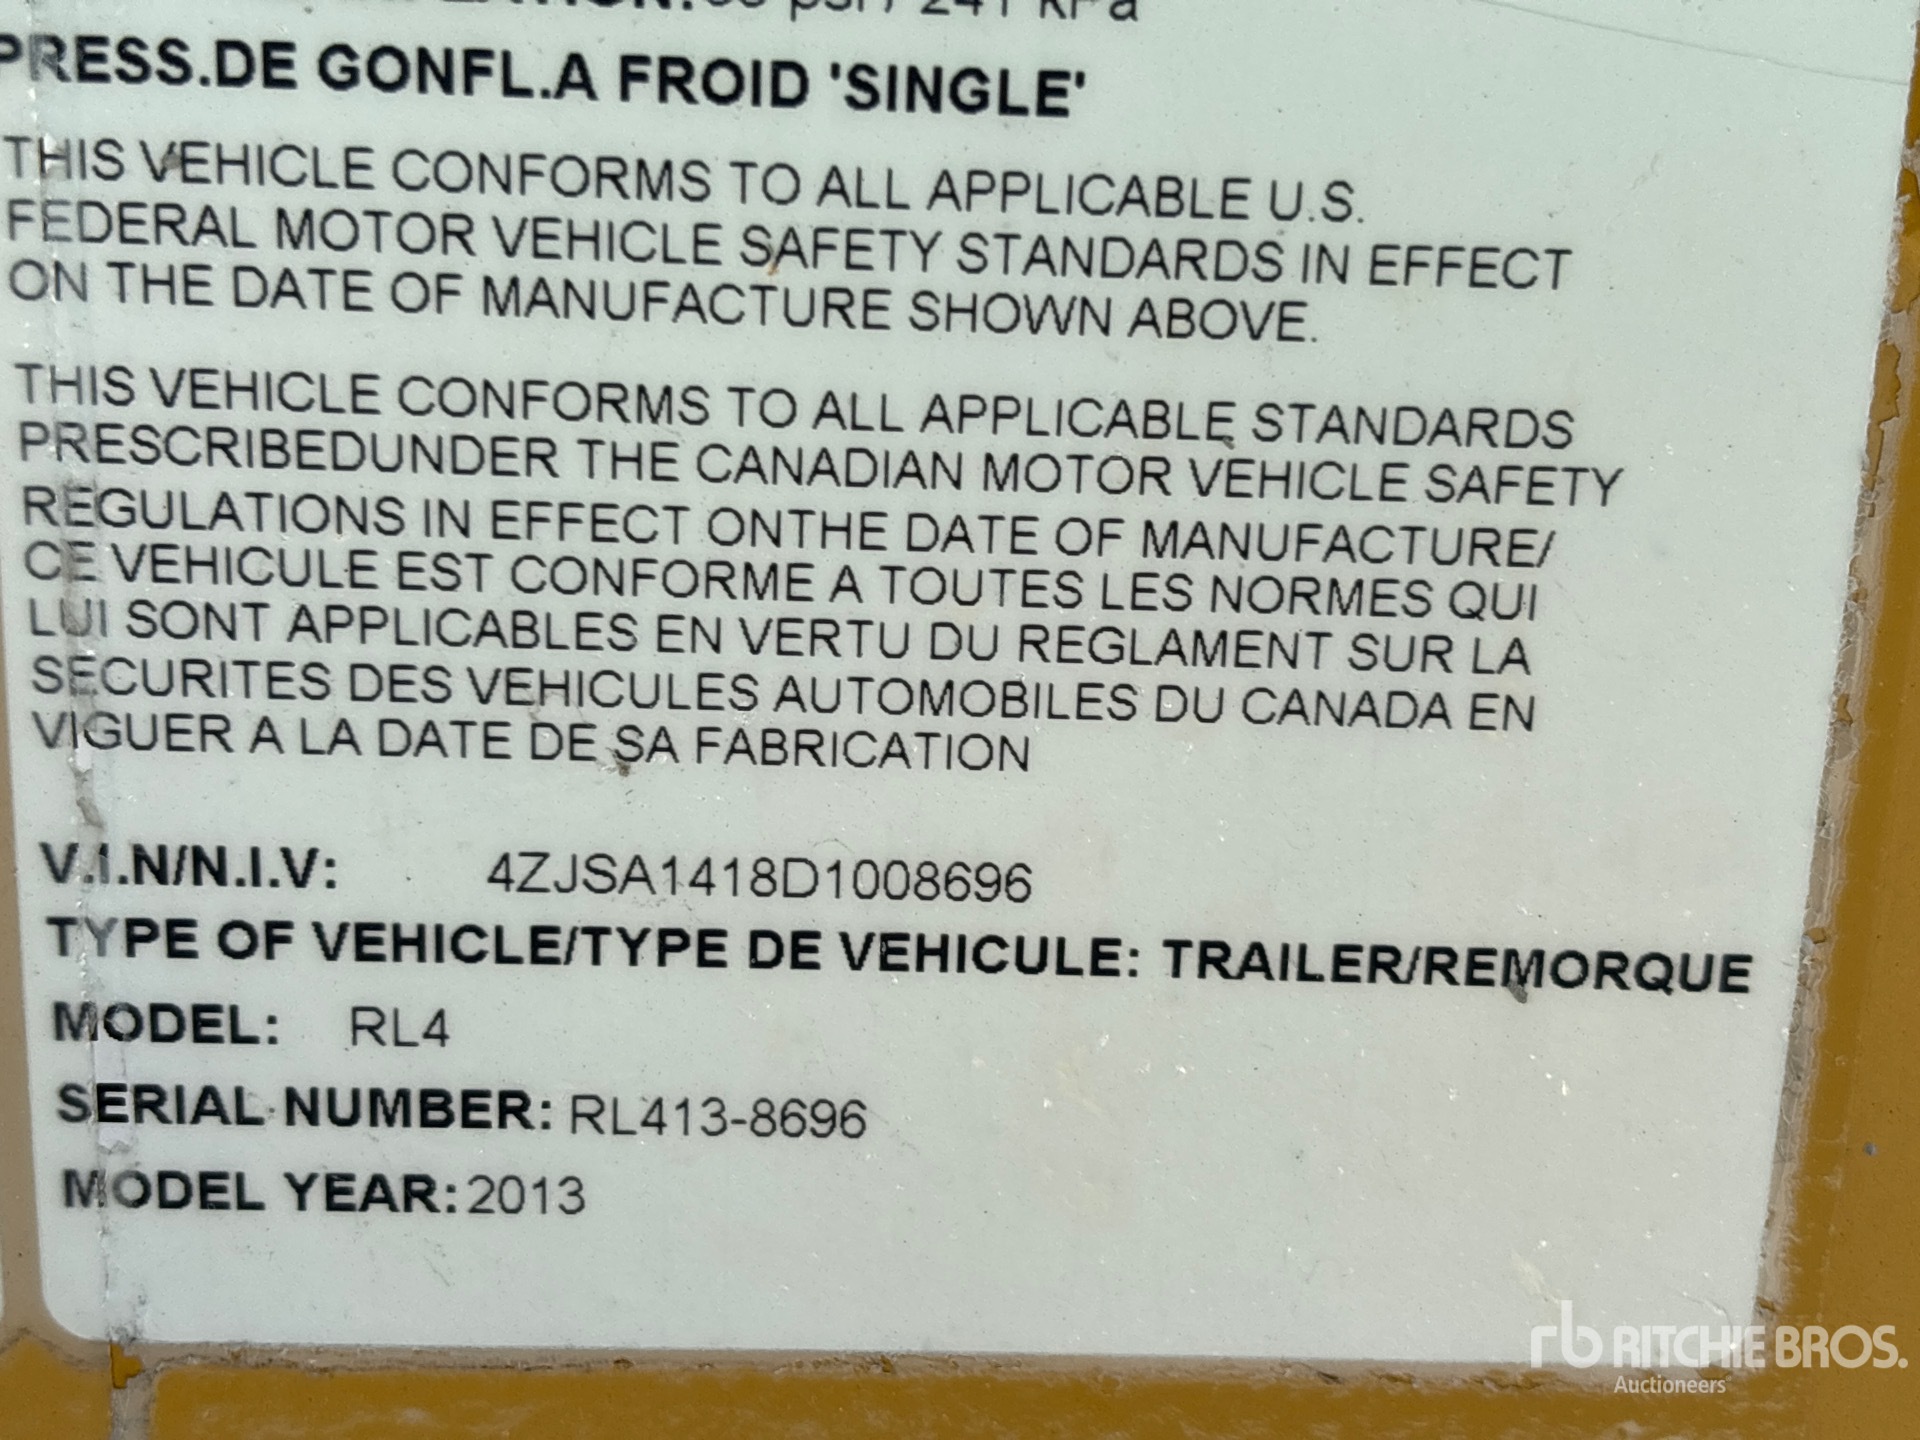 psi / 241 kPa
PRESS.DE GONFL.A FROID 'SINGLE'
THIS VEHICLE CONFORMS TO ALL APPLICABLE U.S.
FEDERAL MOTOR VEHICLE SAFETY STANDARDS IN EFFECT
ON THE DATE OF MANUFACTURE SHOWN ABOVE.
THIS VEHICLE CONFORMS TO ALL APPLICABLE STANDARDS
PRESCRIBEDUNDER THE CANADIAN MOTOR VEHICLE SAFETY
REGULATIONS IN EFFECT ONTHE DATE OF MANUFACTURE/
CE VEHICULE EST CONFORME A TOUTES LES NORMES QUI
LUI SONT APPLICABLES EN VERTU DU REGLAMENT SUR LA
SECURITES DES VEHICULES AUTOMOBILES DU CANADA EN
VIGUER A LA DATE DE SA FABRICATION
V.I.N/N.I.V: 4ZJSA1418D1008696
TYPE OF VEHICLE/TYPE DE VEHICULE: TRAILER/REMORQUE
MODEL: RL4
SERIAL NUMBER: RL413-8696
MODEL YEAR: 2013
rb RITCHIE BROS.
Auctioneers